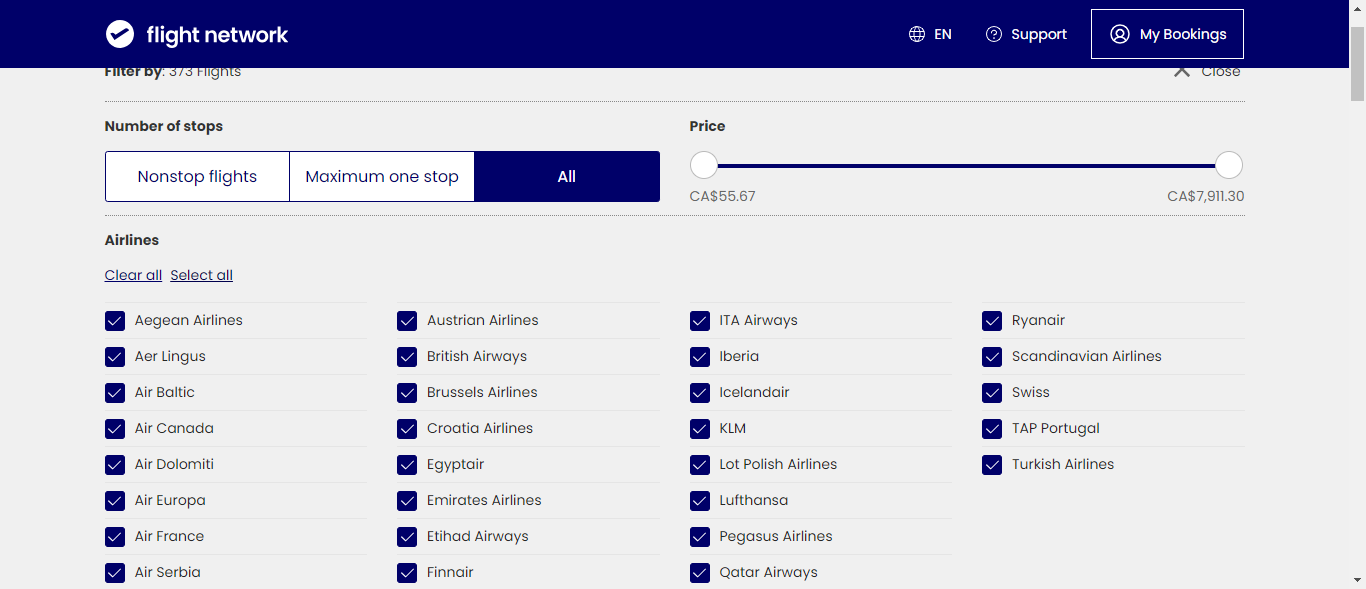 flight network
EN
Support
My Bookings
Filter by: 373 Flights
Close
Number of stops
Nonstop flights
Maximum one stop
All
Price
CA$55.67
CA$7,911.30
Airlines
Clear all
Select all
Aegean Airlines
Aer Lingus
Air Baltic
Air Canada
Air Dolomiti
Air Europa
Air France
Air Serbia
Austrian Airlines
British Airways
Brussels Airlines
Croatia Airlines
Egyptair
Emirates Airlines
Etihad Airways
Finnair
ITA Airways
Iberia
Icelandair
KLM
Lot Polish Airlines
Lufthansa
Pegasus Airlines
Qatar Airways
Ryanair
Scandinavian Airlines
Swiss
TAP Portugal
Turkish Airlines